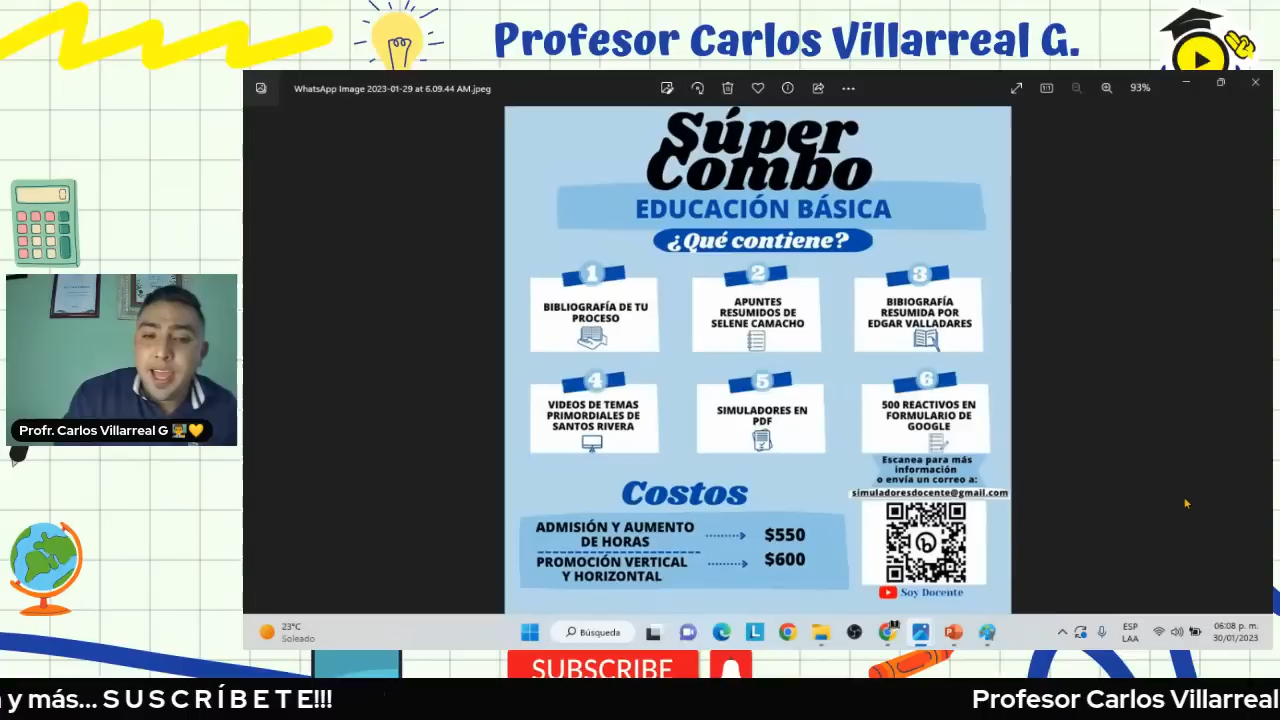 Profesor Carlos Villarreal G.
WhatsApp Image 2023-01-29 at 6.09.44 AM.jpeg
93%
Súper
Combo
EDUCACIÓN BÁSICA
¿Qué contiene?
1
BIBLIOGRAFÍA DE TU
PROCESO
2
APUNTES
RESUMIDOS DE
SELENE CAMACHO
3
BIBIOGRAFÍA
RESUMIDA POR
EDGAR VALLADARES
4
VIDEOS DE TEMAS
PRIMORDIALES DE
SANTOS RIVERA
5
SIMULADORES EN
PDF
6
500 REACTIVOS EN
FORMULARIO DE
GOOGLE
Escanea para más
información
o envía un correo a:
simuladoresdocente@gmail.com
Soy Docente
Costos
ADMISIÓN Y AUMENTO
DE HORAS
$550
PROMOCIÓN VERTICAL
Y HORIZONTAL
$600
Profr. Carlos Villarreal G
23°C
Soleado
Búsqueda
ESP
LAA
06:08 p. m.
30/01/2023
SUBSCRIBE
y más... S U S C R Í B E T E!!!
Profesor Carlos Villarreal